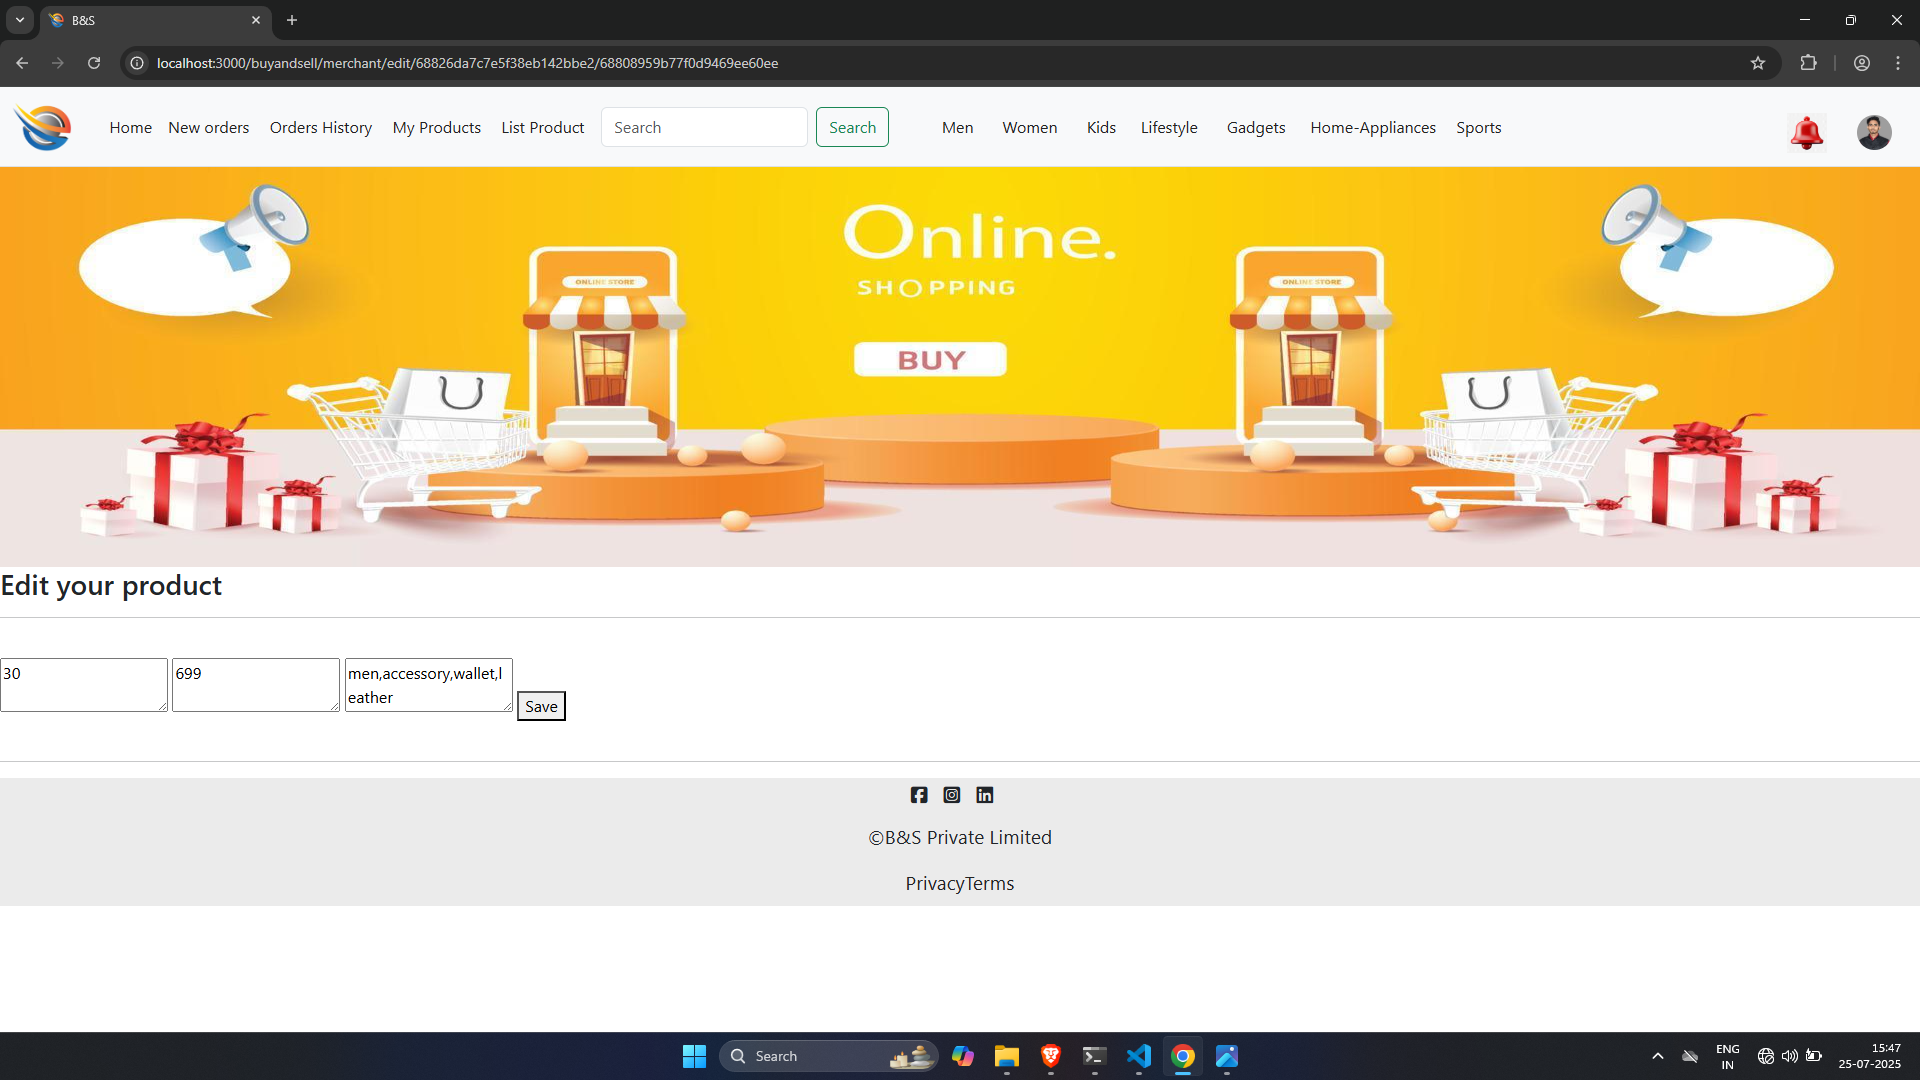 B&S
localhost:3000/buyandsell/merchant/edit/68826da7c7e5f38eb142bbe2/68808959b77f0d9469ee60ee
Home New orders Orders History My Products List Product Search Search Men Women Kids Lifestyle Gadgets Home-Appliances Sports
Online.
SHOPPING
BUY
ONLINE STORE
ONLINE STORE
Edit your product
30
699
men,accessory,wallet,l
eather
Save
©B&S Private Limited
PrivacyTerms
Search
ENG
IN
15:47
25-07-2025